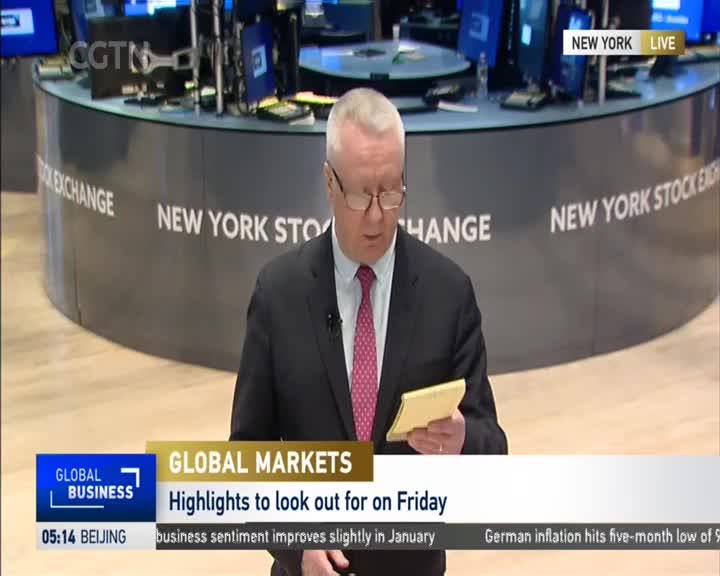 CGTN
NEW YORK LIVE
EXCHANGE
NEW YORK STOCK EXCHANGE
NEW YORK STOCK
GLOBAL MARKETS
GLOBAL
BUSINESS
Highlights to look out for on Friday
05:14 BEIJING
business sentiment improves slightly in January German inflation hits five-month low of